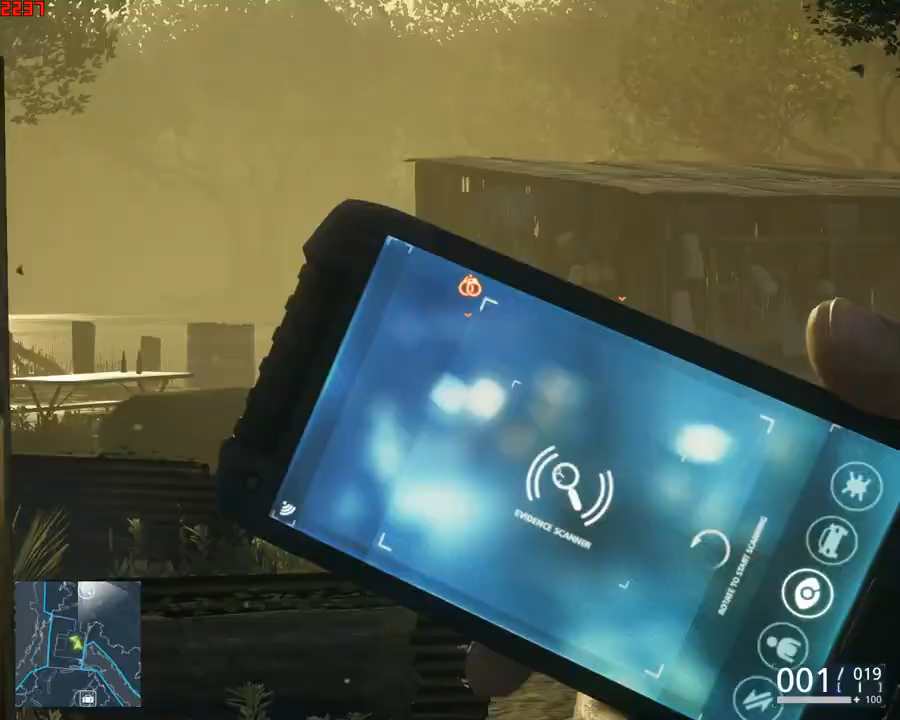 2237
EVIDENCE SCANNER
ROTATE TO START SCANNING
001/ 019
[ | ]
+ 100